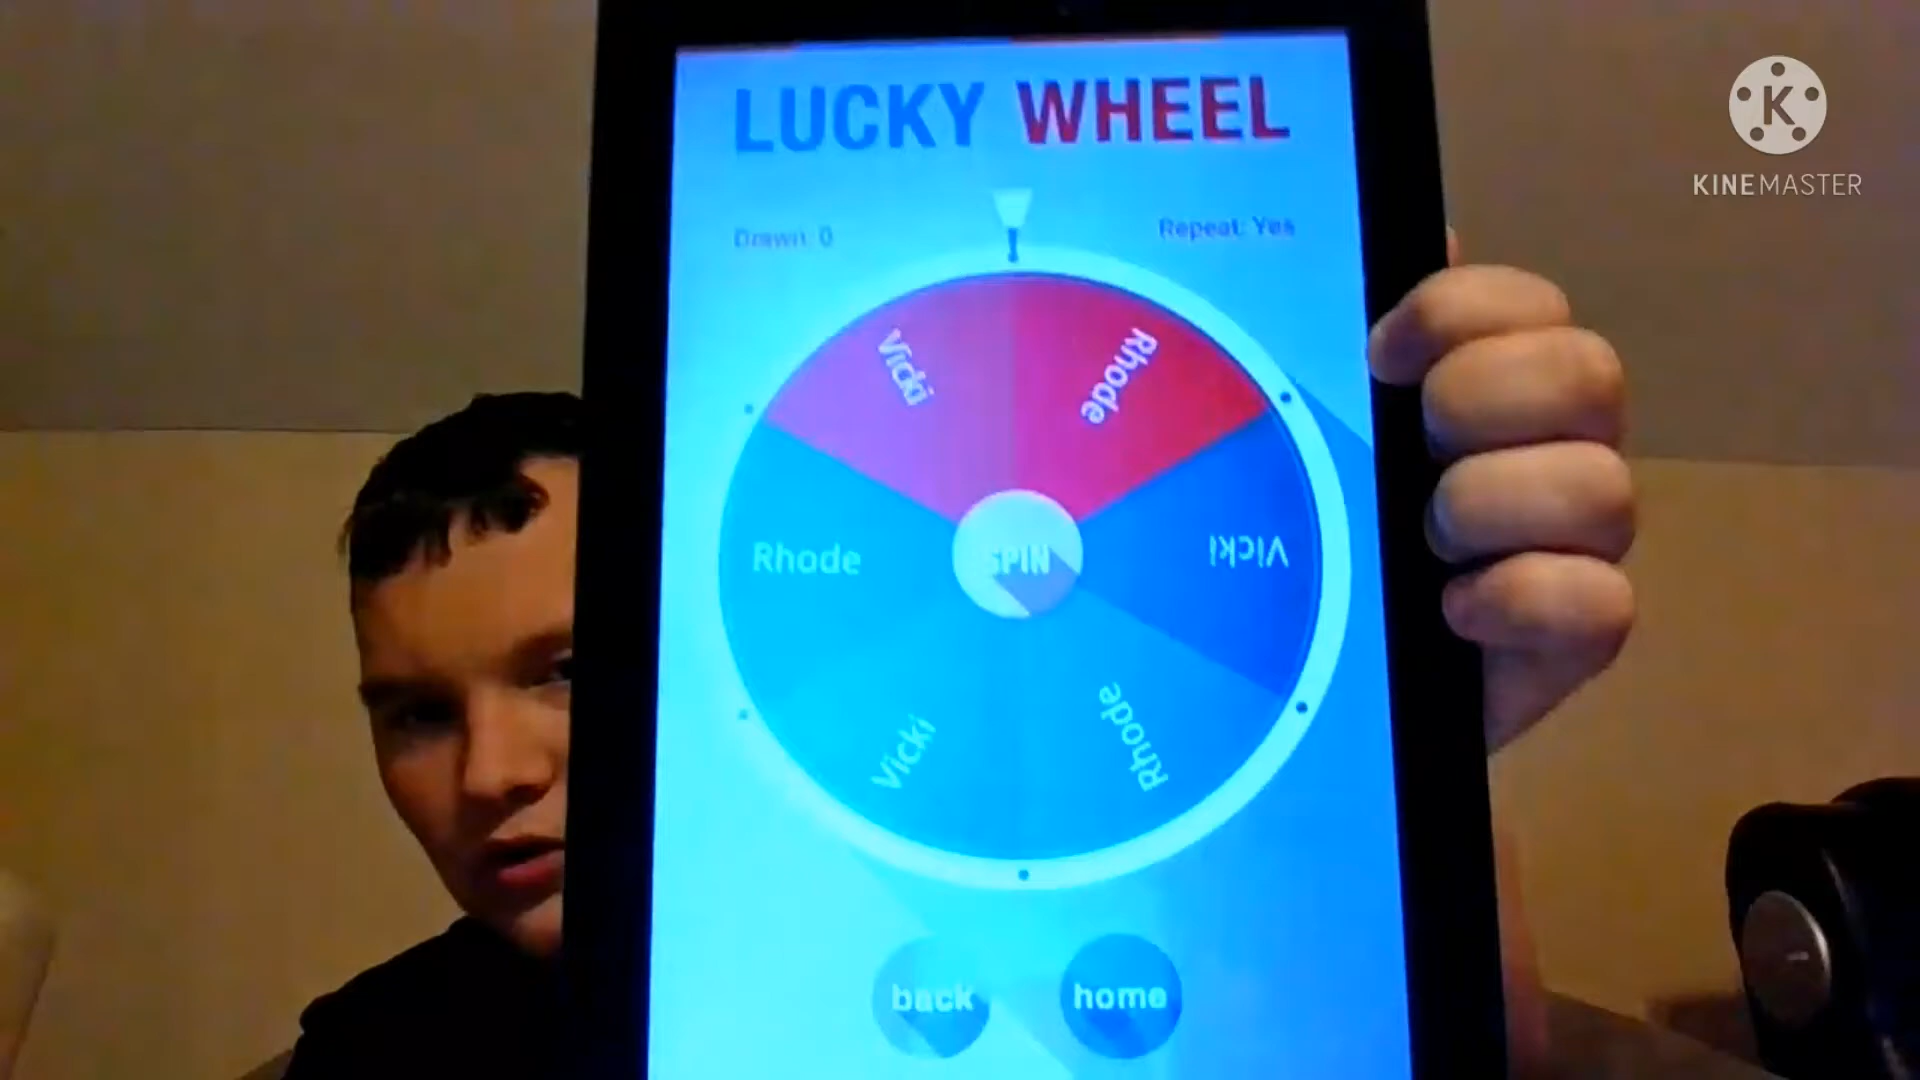 LUCKY WHEEL
Drawn: 0
Repeat: Yes
Vicki
Rhode
Rhode
SPIN
Vicki
Vicki
Rhode
back
home
K
KINEMASTER